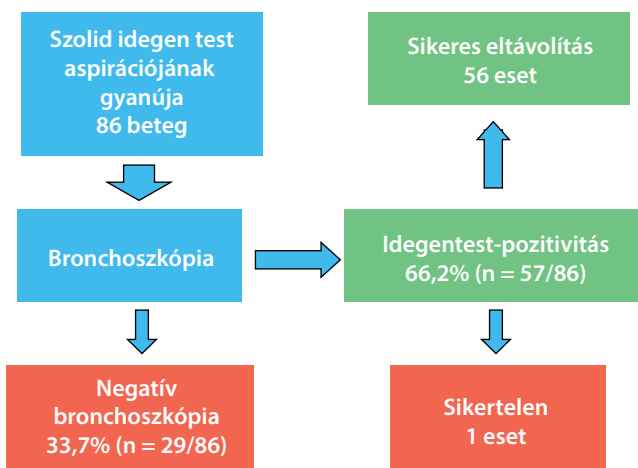 Szolid idegen test
aspirációjának
gyanúja
86 beteg
Sikeres eltávolítás
56 eset
Bronchoszkópia
Idegentest-pozitivitás
66,2% (n = 57/86)
Negatív
bronchoszkópia
33,7% (n = 29/86)
Sikertelen
1 eset